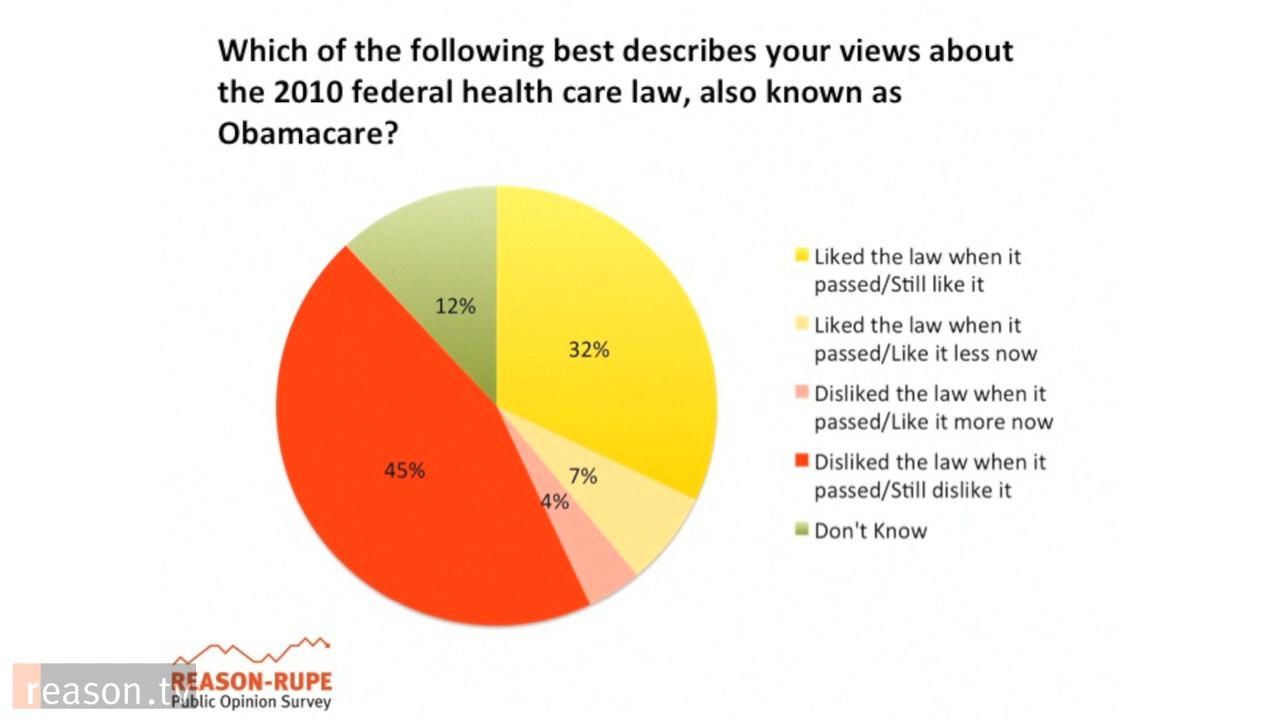 Which of the following best describes your views about
the 2010 federal health care law, also known as
Obamacare?
12%
32%
45%
7%
4%
Liked the law when it
passed/Still like it
Liked the law when it
passed/Like it less now
Disliked the law when it
passed/Like it more now
Disliked the law when it
passed/Still dislike it
Don't Know
REASON-RUPE
Public Opinion Survey
reason.tv